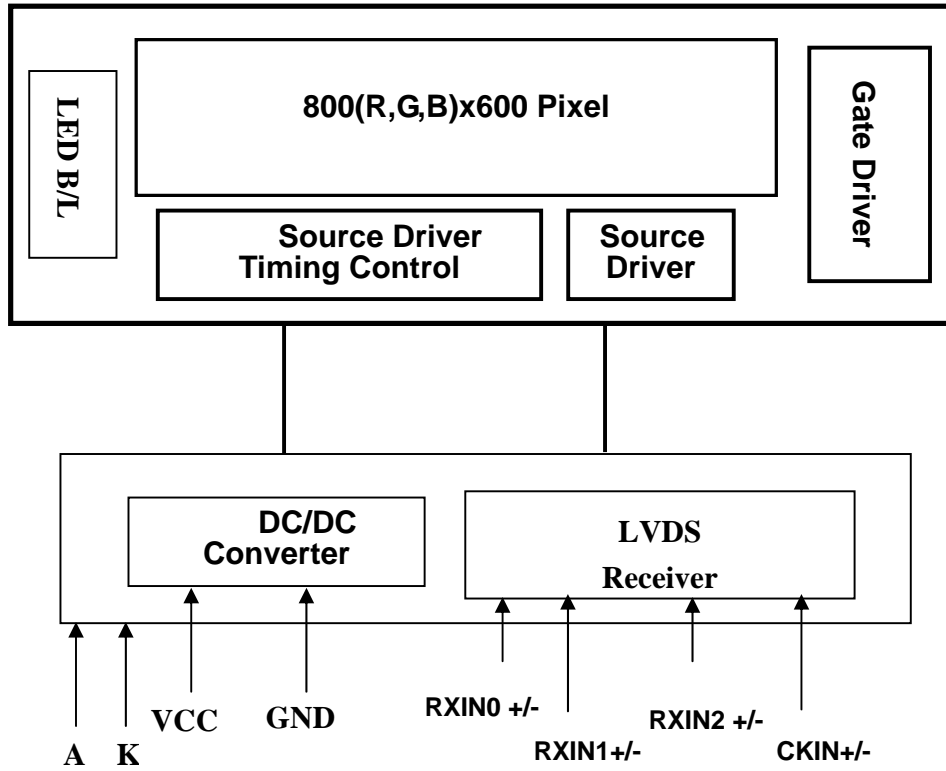 800(R,G,B)x600 Pixel
LED B/L
Gate Driver
Source Driver
Timing Control
Source
Driver
DC/DC
Converter
LVDS
Receiver
A
K
VCC
GND
RXIN0 +/-
RXIN1+/-
RXIN2 +/-
CKIN+/-